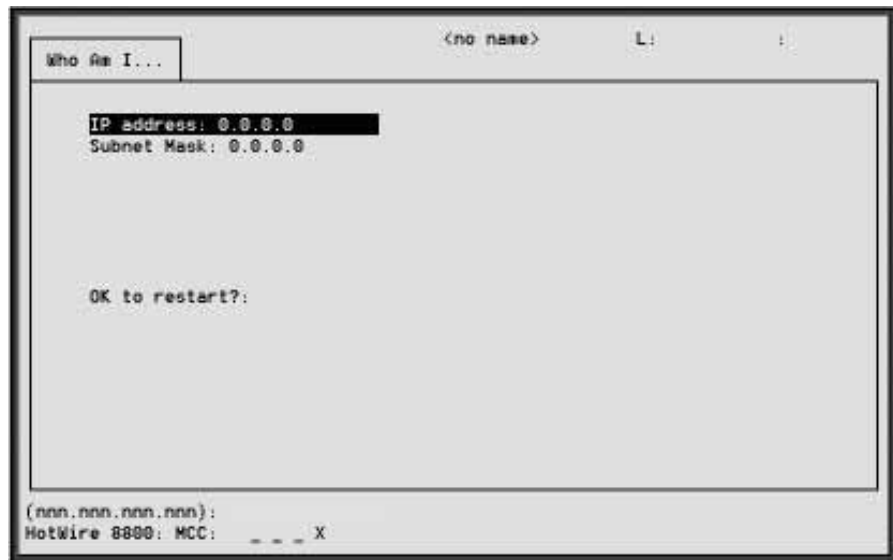 <no name> L: :
Who Am I...
IP address: 0.0.0.0
Subnet Mask: 0.0.0.0
OK to restart?:
(nnn.nnn.nnn.nnn):
HotWire 8800: MCC: _ _ _ X